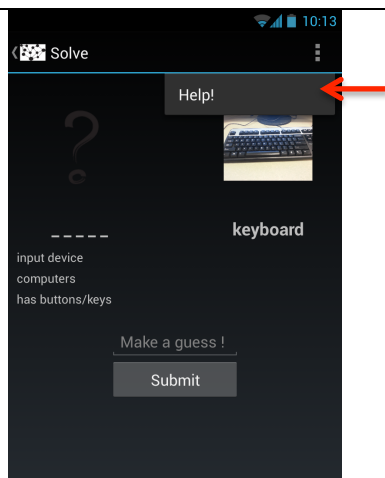 10:13
Solve
Help!
?
_ _ _ _ _
keyboard
input device
computers
has buttons/keys
Make a guess !
Submit